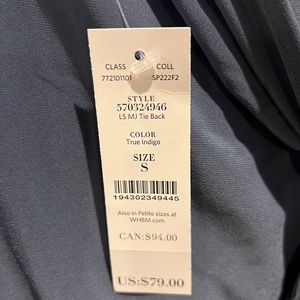 CLASS COLL
772101101 SP222F2
STYLE
570324946
LS MJ Tie Back
COLOR
True Indigo
SIZE
S
194302349445
Also in Petite sizes at
WHBM.com
CAN:$94.00
US:$79.00